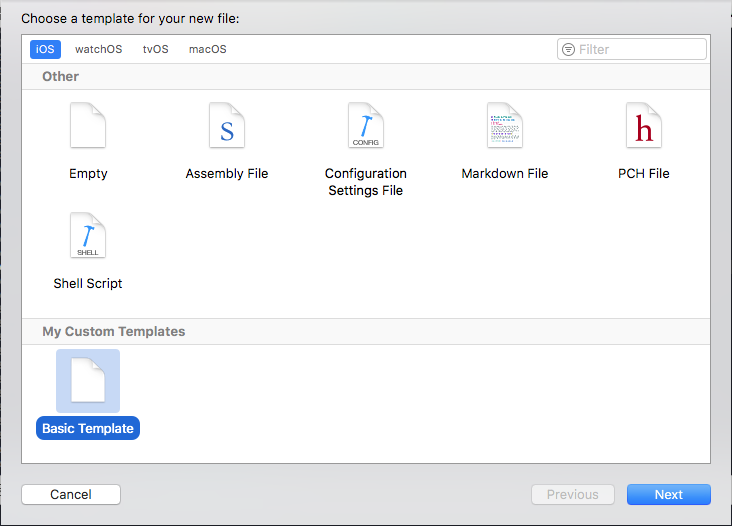 Choose a template for your new file:
iOS watchOS tvOS macOS Filter
Other
S CONFIG h
Empty Assembly File Configuration Settings File Markdown File PCH File
SHELL
Shell Script
My Custom Templates
Basic Template
Cancel Previous Next